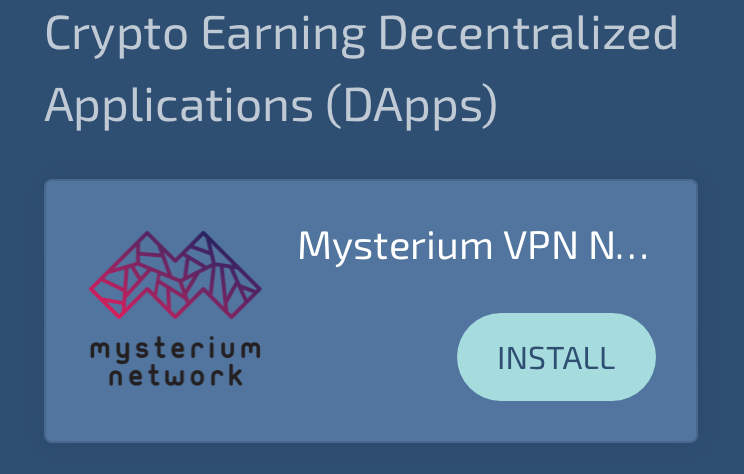 Crypto Earning Decentralized
Applications (DApps)
Mysterium VPN N...
mysterium
network
INSTALL